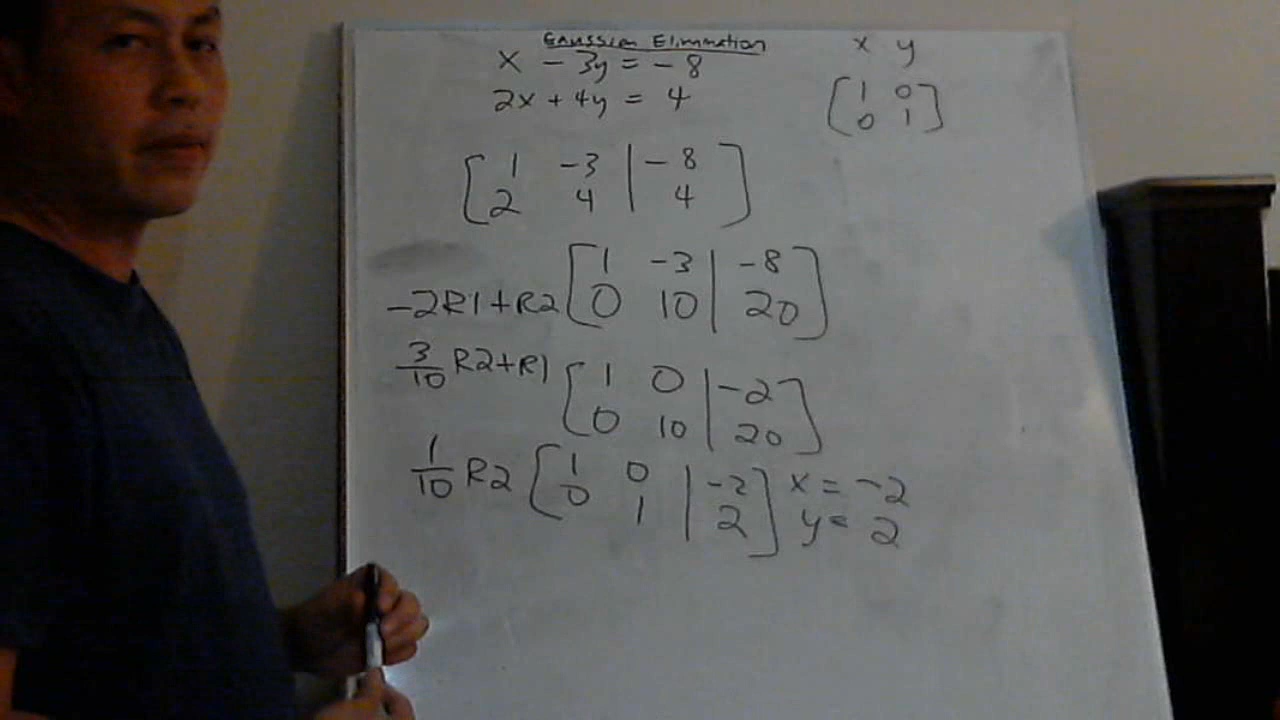 Gaussian Elimination
x - 3y = -8
2x + 4y = 4
x y
[1 0
0 1]
[1 -3 | -8
2 4 | 4]
[1 -3 | -8
-2R1+R2 0 10 | 20]
3/10 R2+R1 [1 0 | -2
0 10 | 20]
1/10 R2 [1 0 | -2] x = -2
0 1 | 2 y = 2